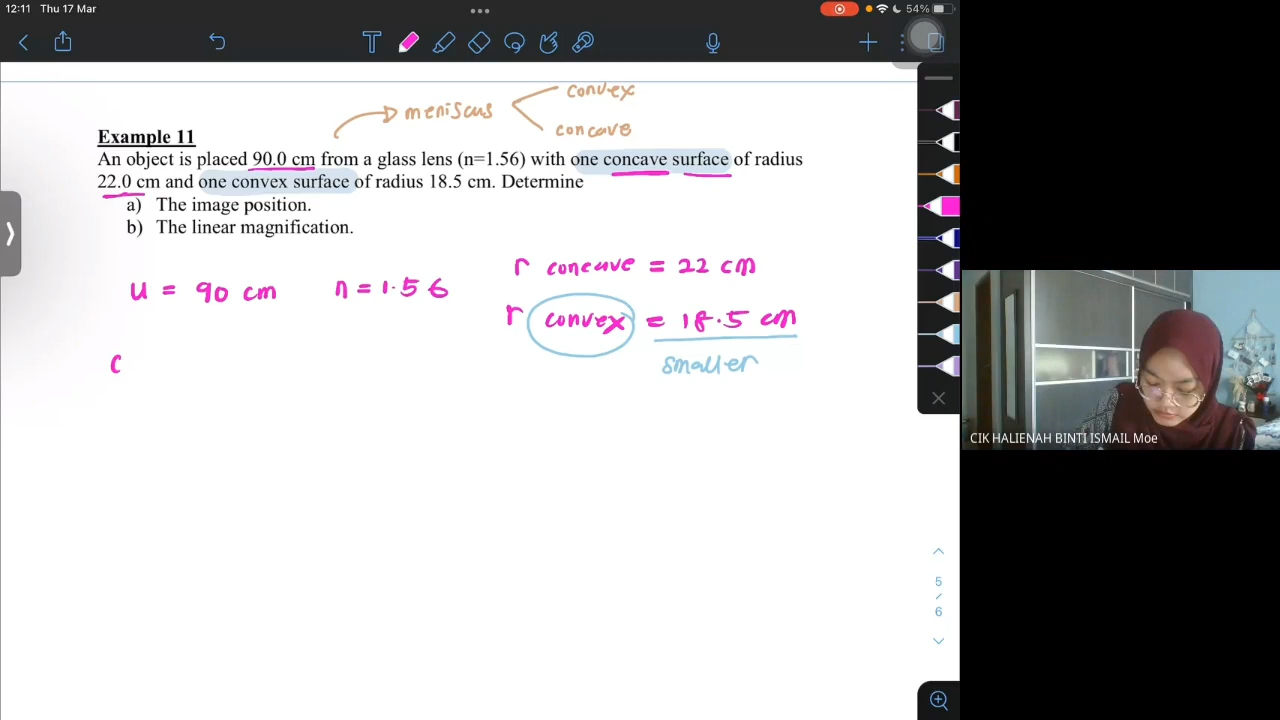 12:11 Thu 17 Mar
54%
convex
meniscus
concave
Example 11
An object is placed 90.0 cm from a glass lens (n=1.56) with one concave surface of radius
22.0 cm and one convex surface of radius 18.5 cm. Determine
a) The image position.
b) The linear magnification.
r concave = 22 cm
u = 90 cm n = 1.56
r convex = 18.5 cm
smaller
C
5
/
6
CIK HALIENAH BINTI ISMAIL Moe